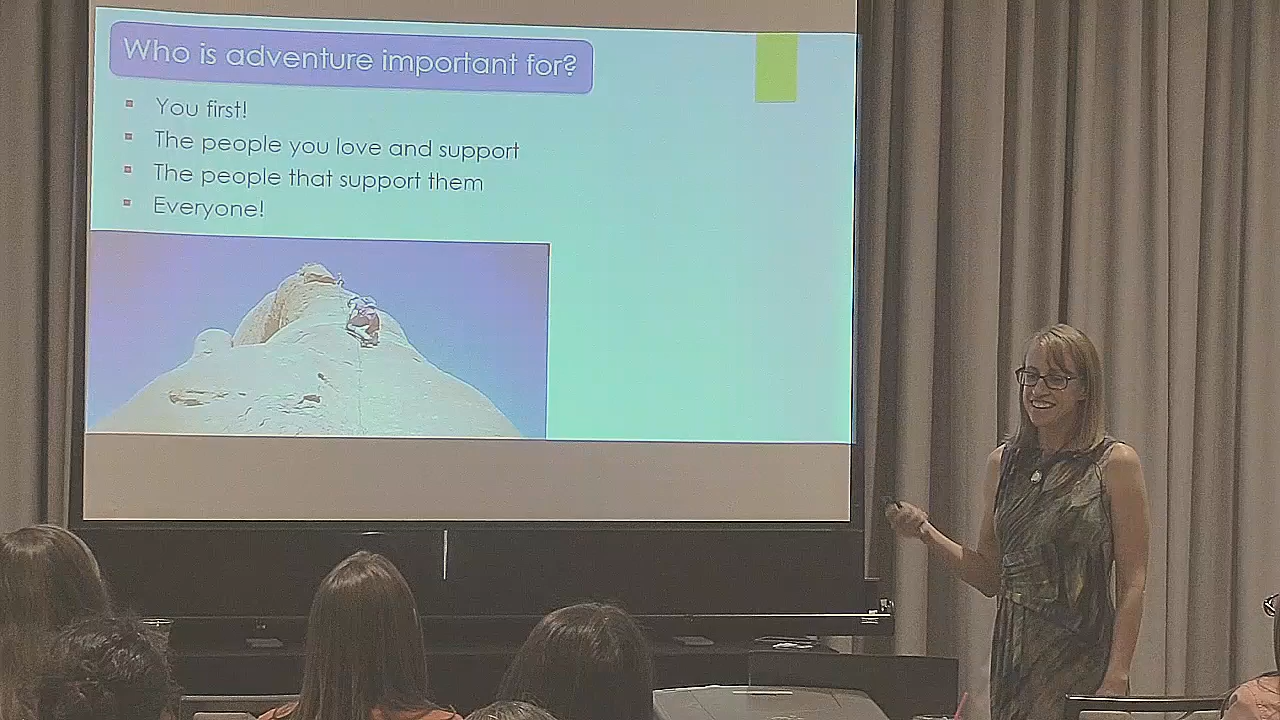 Who is adventure important for?
You first!
The people you love and support
The people that support them
Everyone!